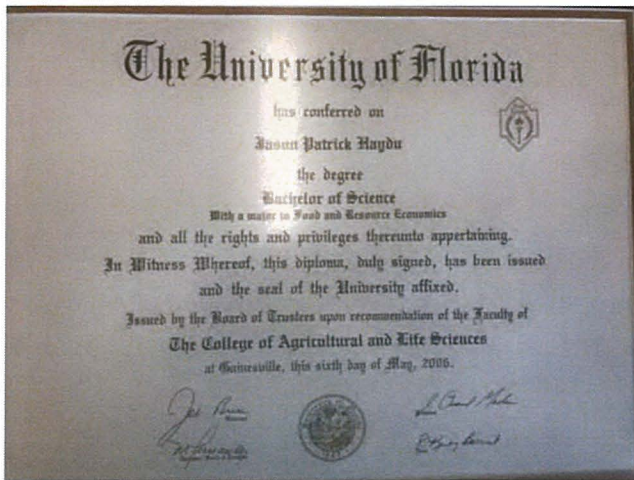 The University of Florida
has conferred on
Jason Patrick Haydu
the degree
Bachelor of Science
With a major in Food and Resource Economics
and all the rights and privileges thereunto appertaining.
In Witness Whereof, this diploma, duly signed, has been issued
and the seal of the University affixed.
Issued by the Board of Trustees upon recommendation of the Faculty of
The College of Agricultural and Life Sciences
at Gainesville, this sixth day of May, 2006.